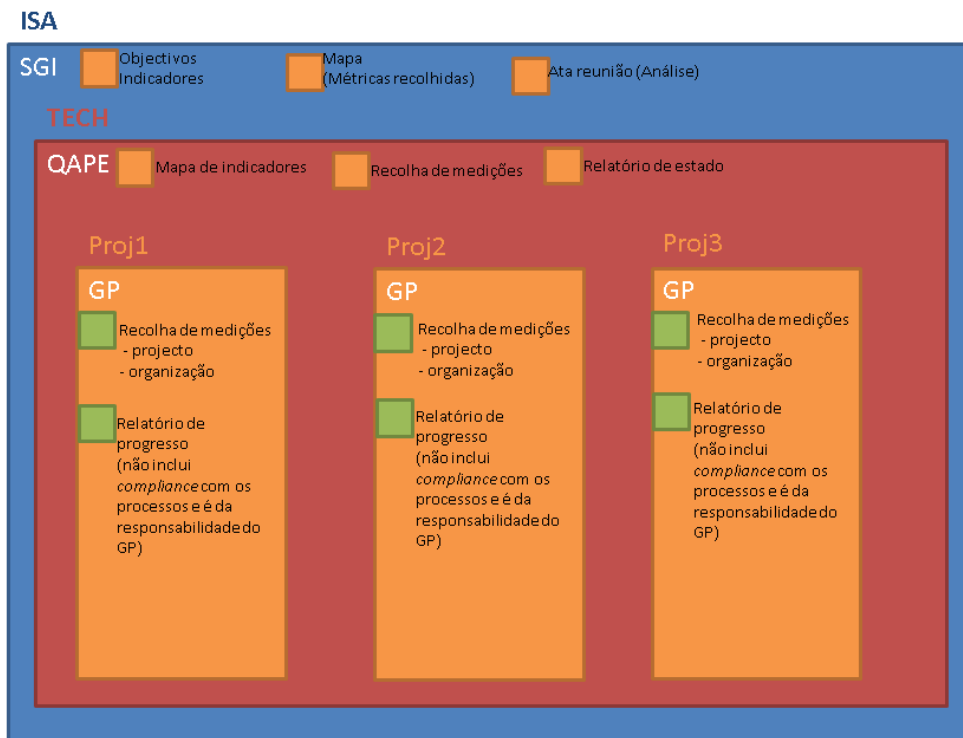 ISA
SGI
Objectivos
Indicadores
Mapa
(Métricas recolhidas)
Ata reunião (Análise)
TECH
QAPE
Mapa de indicadores
Recolha de medições
Relatório de estado
Proj1
GP
Recolha de medições
- projecto
- organização
Relatório de
progresso
(não inclui
compliance com os
processos e é da
responsabilidade do
GP)
Proj2
GP
Recolha de medições
- projecto
- organização
Relatório de
progresso
(não inclui
compliance com os
processos e é da
responsabilidade do
GP)
Proj3
GP
Recolha de medições
- projecto
- organização
Relatório de
progresso
(não inclui
compliance com os
processos e é da
responsabilidade do
GP)